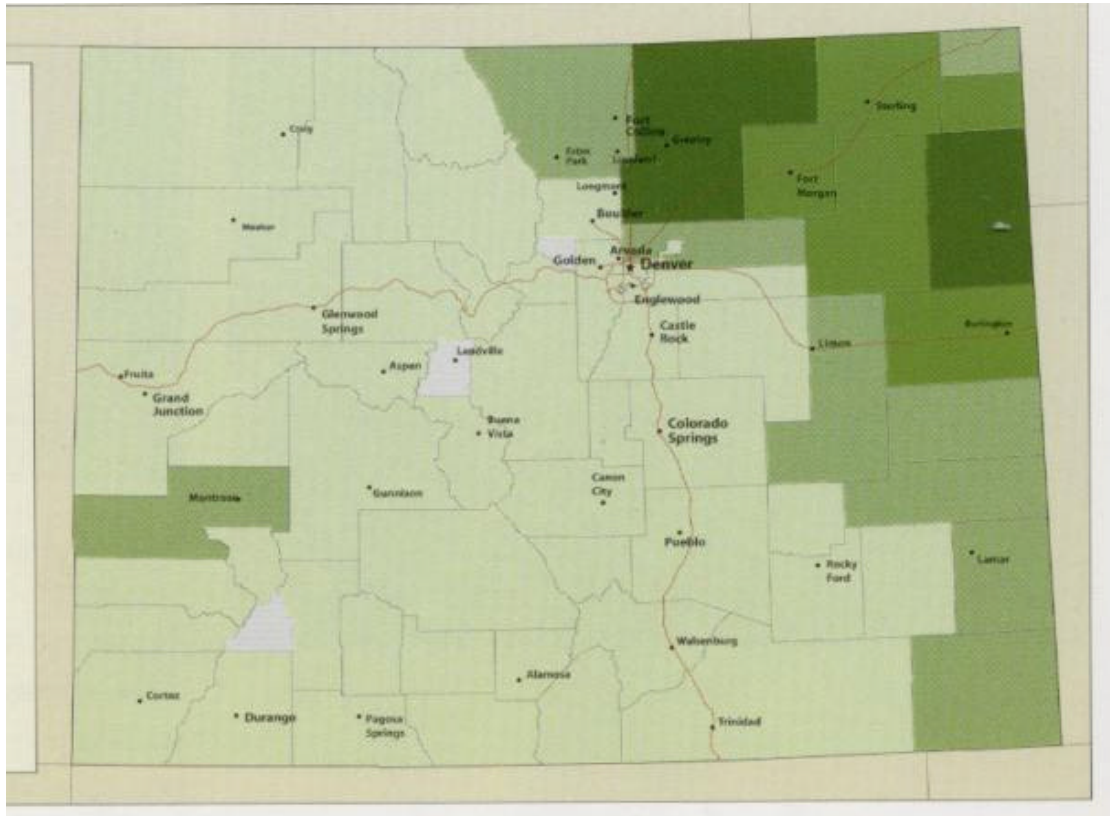 Craig
Meeker
Fort
Collins
Estes
Park
Loveland
Greeley
Longmont
Boulder
Sterling
Fort
Morgan
Arvada
Golden
Denver
Englewood
Castle
Rock
Limon
Burlington
Glenwood
Springs
Leadville
Aspen
Fruita
Grand
Junction
Buena
Vista
Colorado
Springs
Montrose
Gunnison
Canon
City
Pueblo
Rocky
Ford
Lamar
Walsenburg
Alamosa
Cortez
Durango
Pagosa
Springs
Trinidad